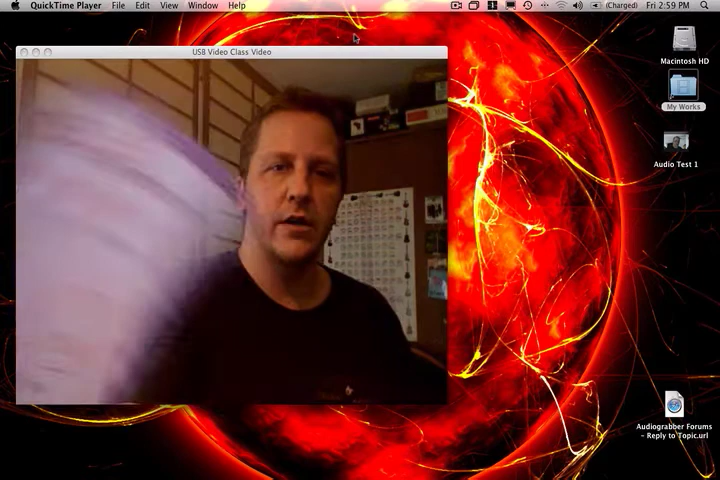 QuickTime Player File Edit View Window Help (Charged) Fri 2:59 PM
USB Video Class Video
Macintosh HD
My Works
Audio Test 1
Audiograbber Forums
– Reply to Topic.url